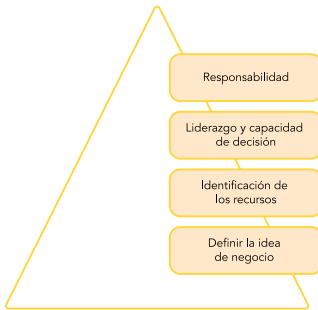 Responsabilidad
Liderazgo y capacidad
de decisión
Identificación de
los recursos
Definir la idea
de negocio